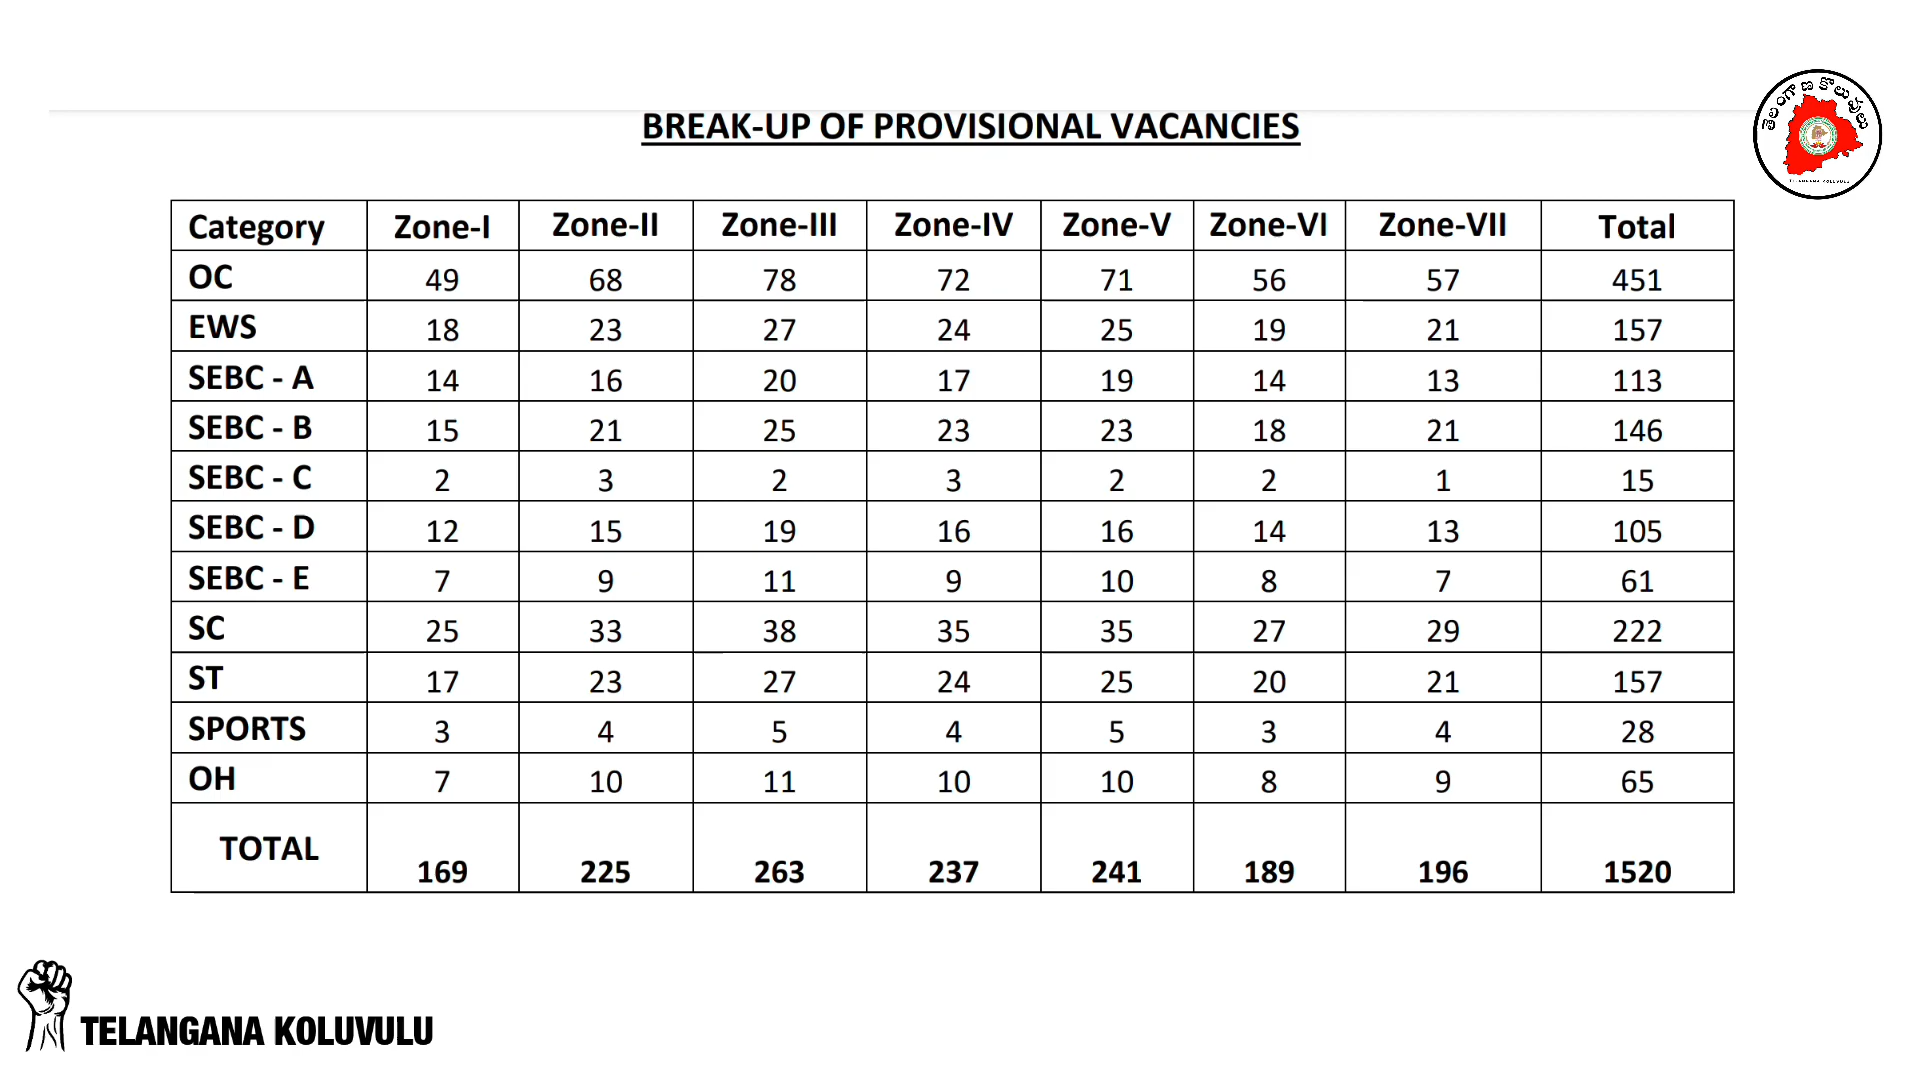 తెలంగాణ కొలువులు
TELANGANA KOLUVULU
BREAK-UP OF PROVISIONAL VACANCIES
Category Zone-I Zone-II Zone-III Zone-IV Zone-V Zone-VI Zone-VII Total
OC 49 68 78 72 71 56 57 451
EWS 18 23 27 24 25 19 21 157
SEBC - A 14 16 20 17 19 14 13 113
SEBC - B 15 21 25 23 23 18 21 146
SEBC - C 2 3 2 3 2 2 1 15
SEBC - D 12 15 19 16 16 14 13 105
SEBC - E 7 9 11 9 10 8 7 61
SC 25 33 38 35 35 27 29 222
ST 17 23 27 24 25 20 21 157
SPORTS 3 4 5 4 5 3 4 28
OH 7 10 11 10 10 8 9 65
TOTAL 169 225 263 237 241 189 196 1520
TELANGANA KOLUVULU